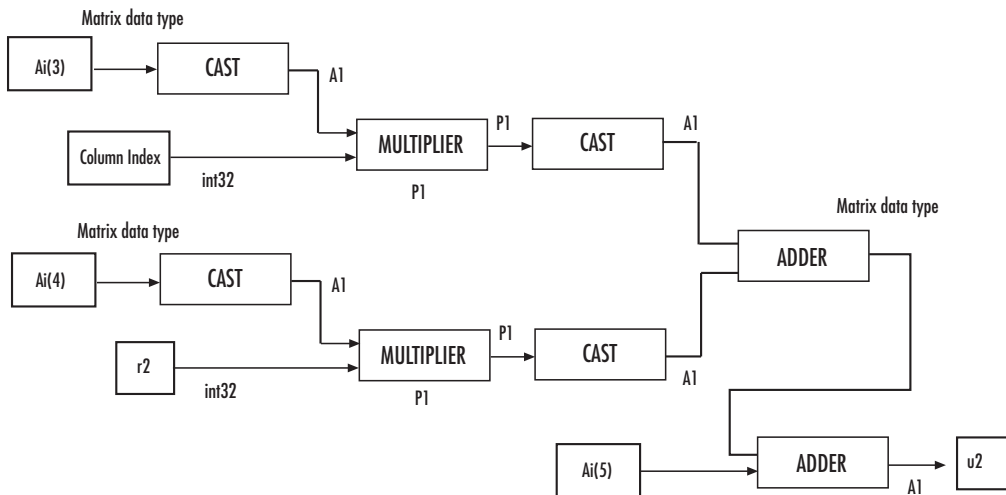 Matrix data type
Ai(3)
CAST
A1
P1
A1
Column Index
MULTIPLIER
CAST
int32
P1
Matrix data type
Matrix data type
Ai(4)
CAST
A1
ADDER
P1
r2
MULTIPLIER
CAST
int32
P1
A1
Ai(5)
ADDER
u2
A1